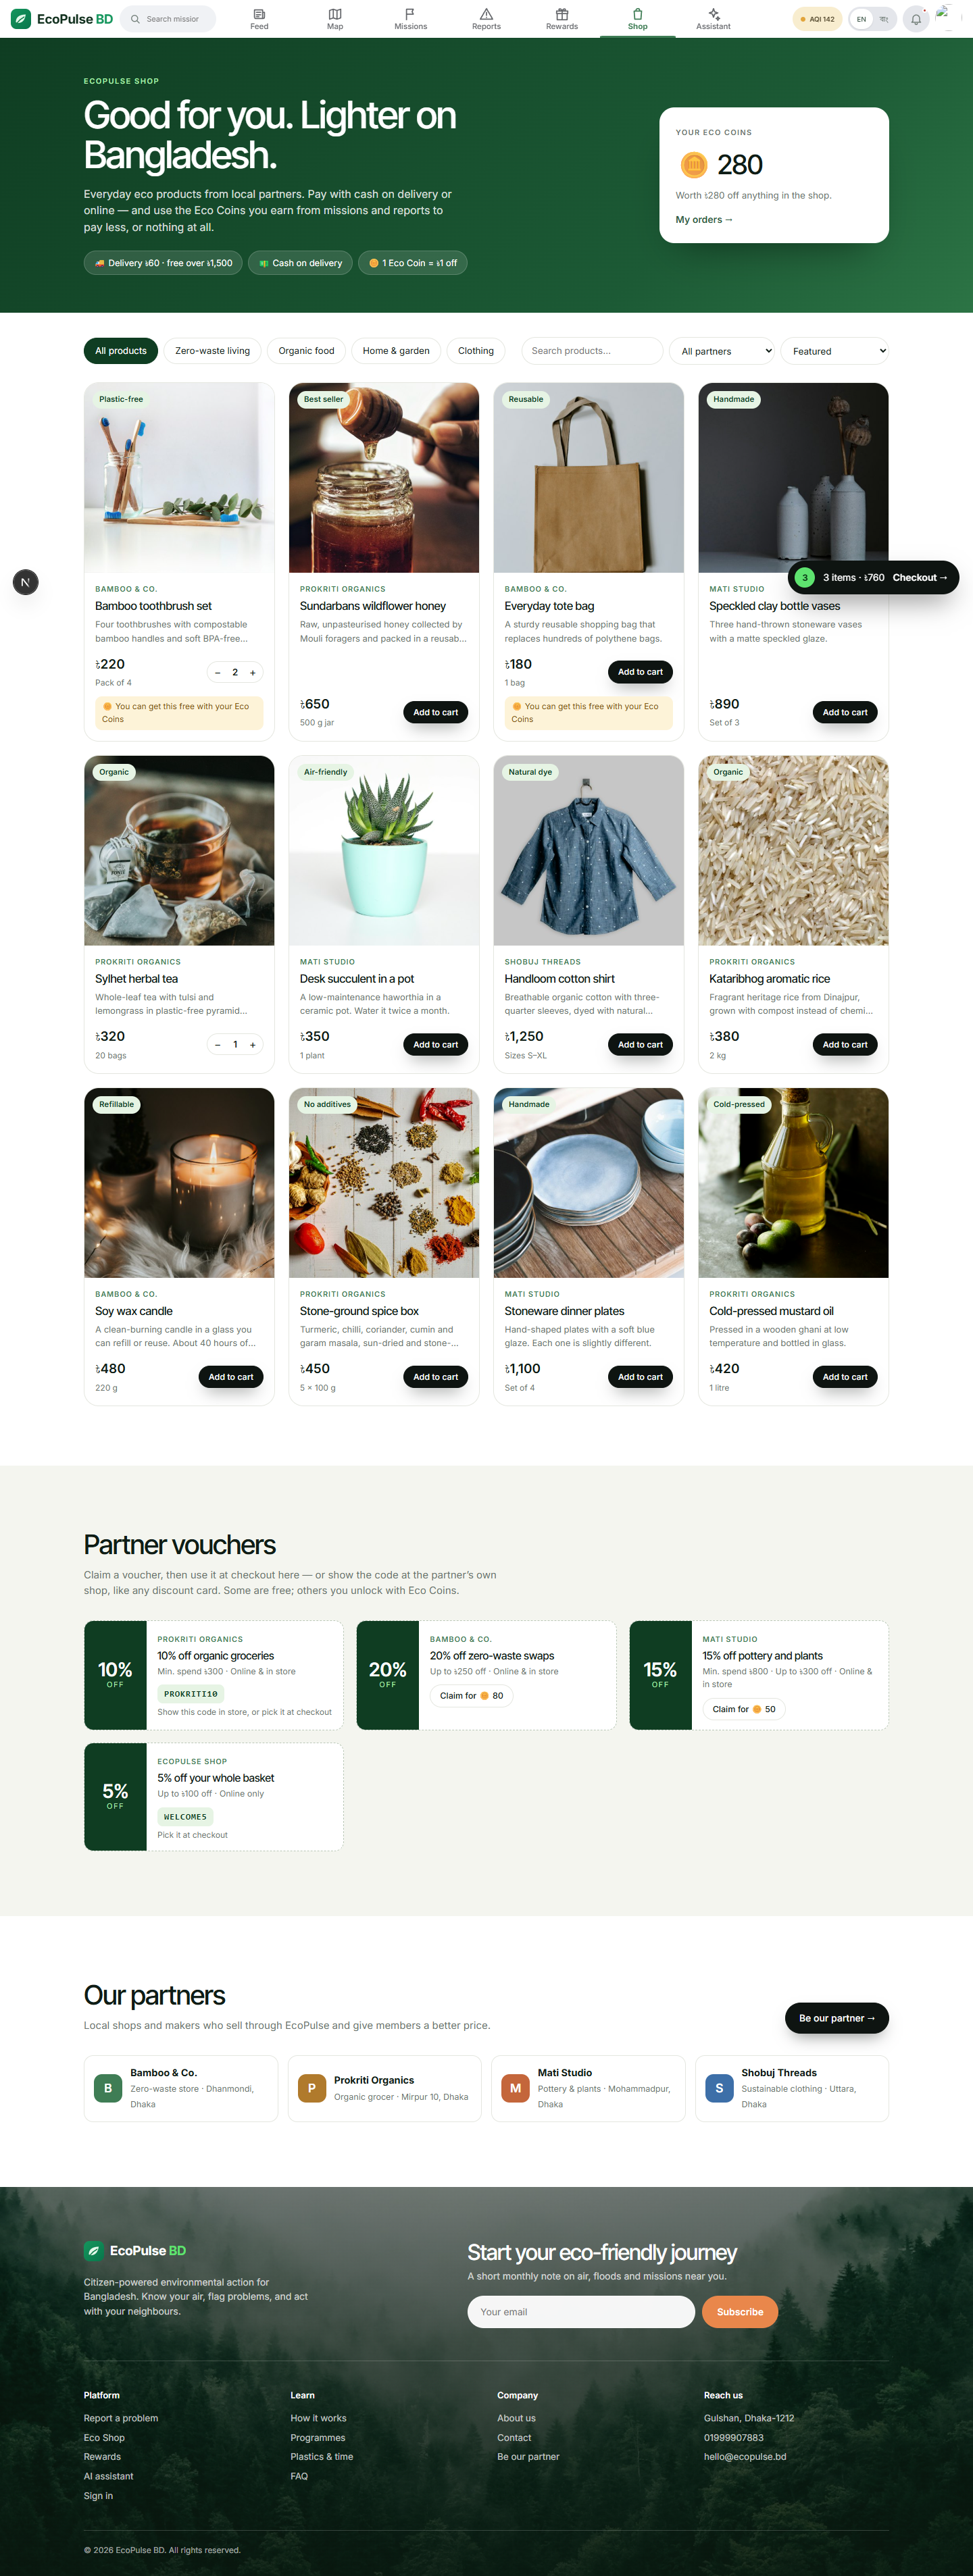 EcoPulse BD
Search mission
Feed
Map
Missions
Reports
Rewards
Shop
Assistant
AQI 142
EN
বাং
ECOPULSE SHOP
Good for you. Lighter on
Bangladesh.
Everyday eco products from local partners. Pay with cash on delivery or
online — and use the Eco Coins you earn from missions and reports to
pay less, or nothing at all.
Delivery ৳60 · free over ৳1,500
Cash on delivery
1 Eco Coin = ৳1 off
YOUR ECO COINS
280
Worth ৳280 off anything in the shop.
My orders →
All products
Zero-waste living
Organic food
Home & garden
Clothing
Search products...
All partners
Featured
Plastic-free
BAMBOO & CO.
Bamboo toothbrush set
Four toothbrushes with compostable
bamboo handles and soft BPA-free...
৳220
Pack of 4
− 2 +
You can get this free with your Eco
Coins
Best seller
PROKRITI ORGANICS
Sundarbans wildflower honey
Raw, unpasteurised honey collected by
Mouli foragers and packed in a reusab...
৳650
500 g jar
Add to cart
Reusable
BAMBOO & CO.
Everyday tote bag
A sturdy reusable shopping bag that
replaces hundreds of polythene bags.
৳180
1 bag
Add to cart
You can get this free with your Eco
Coins
Handmade
MATI STUDIO
Speckled clay bottle vases
Three hand-thrown stoneware vases
with a matte speckled glaze.
৳890
Set of 3
Add to cart
N
3
3 items · ৳760
Checkout →
Organic
PROKRITI ORGANICS
Sylhet herbal tea
Whole-leaf tea with tulsi and
lemongrass in plastic-free pyramid...
৳320
20 bags
− 1 +
Air-friendly
MATI STUDIO
Desk succulent in a pot
A low-maintenance haworthia in a
ceramic pot. Water it twice a month.
৳350
1 plant
Add to cart
Natural dye
SHOBUJ THREADS
Handloom cotton shirt
Breathable organic cotton with three-
quarter sleeves, dyed with natural...
৳1,250
Sizes S–XL
Add to cart
Organic
PROKRITI ORGANICS
Kataribhog aromatic rice
Fragrant heritage rice from Dinajpur,
grown with compost instead of chemi...
৳380
2 kg
Add to cart
Refillable
BAMBOO & CO.
Soy wax candle
A clean-burning candle in a glass you
can refill or reuse. About 40 hours of...
৳480
220 g
Add to cart
No additives
PROKRITI ORGANICS
Stone-ground spice box
Turmeric, chilli, coriander, cumin and
garam masala, sun-dried and stone-...
৳450
5 × 100 g
Add to cart
Handmade
MATI STUDIO
Stoneware dinner plates
Hand-shaped plates with a soft blue
glaze. Each one is slightly different.
৳1,100
Set of 4
Add to cart
Cold-pressed
PROKRITI ORGANICS
Cold-pressed mustard oil
Pressed in a wooden ghani at low
temperature and bottled in glass.
৳420
1 litre
Add to cart
Partner vouchers
Claim a voucher, then use it at checkout here — or show the code at the partner's own
shop, like any discount card. Some are free; others you unlock with Eco Coins.
10%
OFF
PROKRITI ORGANICS
10% off organic groceries
Min. spend ৳300 · Online & in store
PROKRITI10
Show this code in store, or pick it at checkout
20%
OFF
BAMBOO & CO.
20% off zero-waste swaps
Up to ৳250 off · Online & in store
Claim for 80
15%
OFF
MATI STUDIO
15% off pottery and plants
Min. spend ৳800 · Up to ৳300 off · Online &
in store
Claim for 50
5%
OFF
ECOPULSE SHOP
5% off your whole basket
Up to ৳100 off · Online only
WELCOME5
Pick it at checkout
Our partners
Local shops and makers who sell through EcoPulse and give members a better price.
Be our partner →
B
Bamboo & Co.
Zero-waste store · Dhanmondi,
Dhaka
P
Prokriti Organics
Organic grocer · Mirpur 10, Dhaka
M
Mati Studio
Pottery & plants · Mohammadpur,
Dhaka
S
Shobuj Threads
Sustainable clothing · Uttara,
Dhaka
EcoPulse BD
Citizen-powered environmental action for
Bangladesh. Know your air, flag problems, and act
with your neighbours.
Start your eco-friendly journey
A short monthly note on air, floods and missions near you.
Your email
Subscribe
Platform
Report a problem
Eco Shop
Rewards
AI assistant
Sign in
Learn
How it works
Programmes
Plastics & time
FAQ
Company
About us
Contact
Be our partner
Reach us
Gulshan, Dhaka-1212
01999907883
hello@ecopulse.bd
© 2026 EcoPulse BD. All rights reserved.